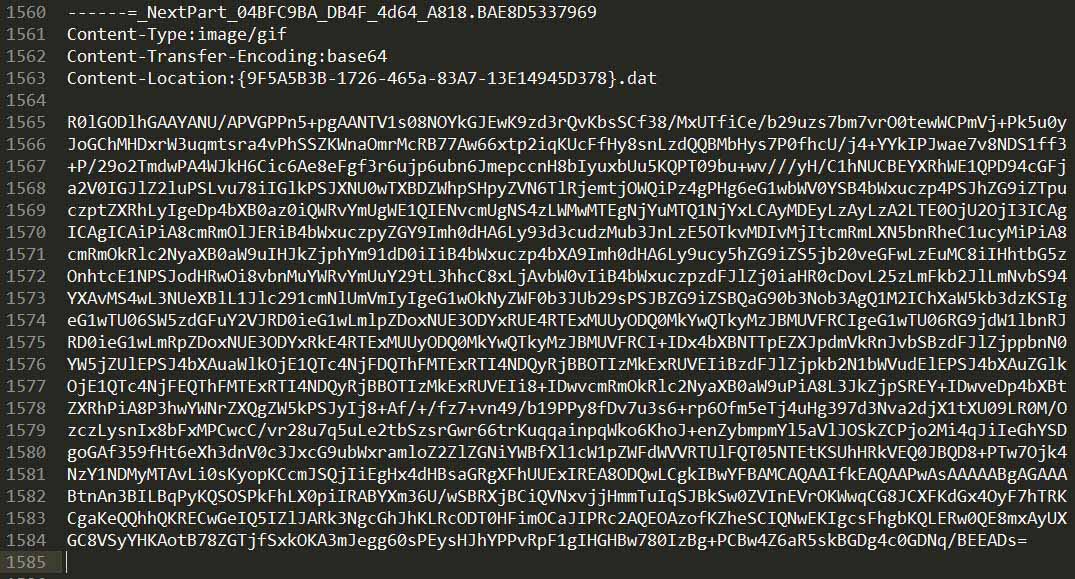 1560 ------=_NextPart_04BFC9BA_DB4F_4d64_A818.BAE8D5337969
1561 Content-Type:image/gif
1562 Content-Transfer-Encoding:base64
1563 Content-Location:{9F5A5B3B-1726-465a-83A7-13E14945D378}.dat
1564
1565 R0lGODlhGAAYANU/APVGPPn5+pgAANTV1s08NOYkGJEwK9zd3rQvKbsSCf38/MxUTfiCe/b29uzs7bm7vrO0tewWCPmVj+Pk5u0y
1566 JoGChMHDxrW3uqmtsra4vPhSSZKWnaOmrMcRB77Aw66xtp2iqKUcFfHy8snLzdQQBMbHys7P0fhcU/j4+YYkIPJwae7v8NDS1ff3
1567 +P/29o2TmdwPA4WJkH6Cic6Ae8eFgf3r6ujp6ubn6JmepccnH8bIyuxbUu5KQPT09bu+wv///yH/C1hNUCBEYXRhWE1QPD94cGFj
1568 a2V0IGJlZ2luPSLvu78iIGlkPSJXNU0wTXBDZWhpSHpyZVN6TlRjemtjOWQiPz4gPHg6eG1wbWV0YSB4bWxuczp4PSJhZG9iZTpu
1569 czptZXRhLyIgeDp4bXB0az0iQWRvYmUgWE1QIENvcmUgNS4zLWMwMTEgNjYuMTQ1NjYxLCAyMDEyLzAyLzA2LTE0OjU2OjI3ICAg
1570 ICAgICAiPiA8cmRmOlJERiB4bWxuczpyZGY9Imh0dHA6Ly93d3cudzMub3JnLzE5OTkvMDIvMjItcmRmLXN5bnRheC1ucyMiPiA8
1571 cmRmOkRlc2NyaXB0aW9uIHJkZjphYm91dD0iIiB4bWxuczp4bXA9Imh0dHA6Ly9ucy5hZG9iZS5jb20veGFwLzEuMC8iIHhtbG5z
1572 OnhtcE1NPSJodHRwOi8vbnMuYWRvYmUuY29tL3hhcC8xLjAvbW0vIiB4bWxuczpzdFJlZj0iaHR0cDovL25zLmFkb2JlLmNvbS94
1573 YXAvMS4wL3NUeXBlL1Jlc291cmNlUmVmIyIgeG1wOkNyZWF0b3JUb29sPSJBZG9iZSBQaG90b3Nob3AgQ1M2IChXaW5kb3dzKSIg
1574 eG1wTU06SW5zdGFuY2VJRD0ieG1wLmlpZDoxNUE3ODYxRUE4RTExMUUyODQ0MkYwQTkyMzJBMUVFRCIgeG1wTU06RG9jdW1lbnRJ
1575 RD0ieG1wLmRpZDoxNUE3ODYxRkE4RTExMUUyODQ0MkYwQTkyMzJBMUVFRCI+IDx4bXBNTTpEZXJpdmVkRnJvbSBzdFJlZjppbnN0
1576 YW5jZUlEPSJ4bXAuaWlkOjE1QTc4NjFDQThFMTExRTI4NDQyRjBBOTIzMkExRUVEIiBzdFJlZjpkb2N1bWVudElEPSJ4bXAuZGlk
1577 OjE1QTc4NjFEQThFMTExRTI4NDQyRjBBOTIzMkExRUVEIi8+IDwvcmRmOkRlc2NyaXB0aW9uPiA8L3JkZjpSREY+IDwveDp4bXBt
1578 ZXRhPiA8P3hwYWNrZXQgZW5kPSJyIj8+Af/+/fz7+vn49/b19PPy8fDv7u3s6+rp6Ofm5eTj4uHg397d3Nva2djX1tXU09LR0M/O
1579 zczLysnIx8bFxMPCwcC/vr28u7q5uLe2tbSzsrGwr66trKuqqainpqWko6KhoJ+enZybmpmYl5aVlJOSkZCPjo2Mi4qJiIeGhYSD
1580 goGAf359fHt6eXh3dnV0c3JxcG9ubWxramloZ2ZlZGNiYWBfXl1cW1pZWFdWVVRTUlFQT05NTEtKSUhHRkVEQ0JBQD8+PTw7Ojk4
1581 NzY1NDMyMTAvLi0sKyopKCcmJSQjIiEgHx4dHBsaGRgXFhUUExIREA8ODQwLCgkIBwYFBAMCAQAAIfkEAQAAPwAsAAAAABgAGAAA
1582 BtnAn3BILBqPyKQSOSPkFhLX0piIRABYXm36U/wSBRXjBCiQVNxvjjHmmTuIqSJBkSw0ZVInEVrOKWwqCG8JCXFKdGx4OyF7hTRK
1583 CgaKeQQhhQKRECwGeIQ5IZlJARk3NgcGhJhKLRcODT0HFimOCaJIPRc2AQEOAzofKZheSCIQNwEKIgcsFhgbKQLERw0QE8mxAyUX
1584 GC8VSyYHKAotB78ZGTjfSxkOKA3mJegg60sPEysHJhYPPvRpF1gIHGHBw780IzBg+PCBw4Z6aR5skBGDg4c0GDNq/BEEADs=
1585